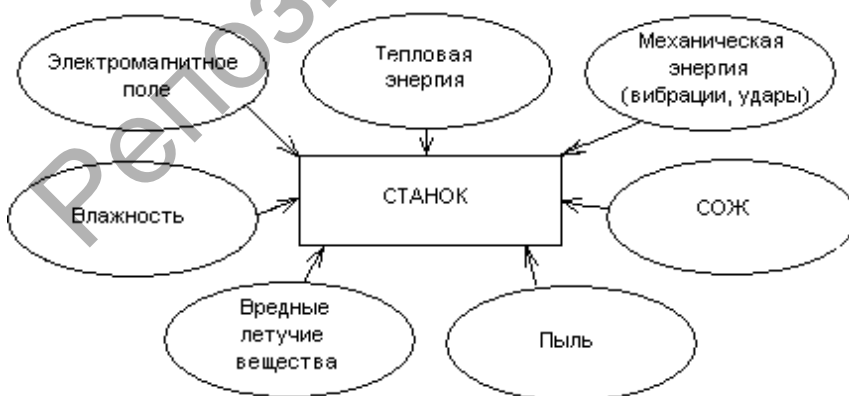 Электромагнитное
поле
Тепловая
энергия
Механическая
энергия
(вибрации, удары)
Влажность
СТАНОК
СОЖ
Вредные
летучие
вещества
Пыль